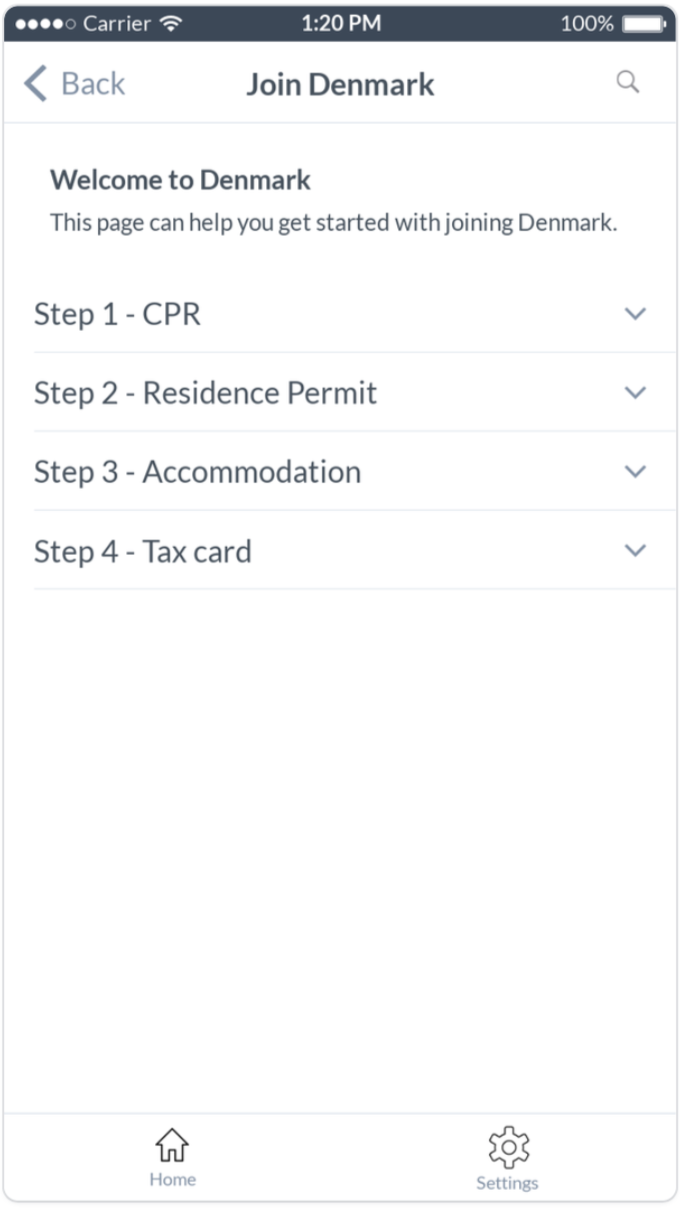 Carrier 1:20 PM 100%
Back Join Denmark
Welcome to Denmark
This page can help you get started with joining Denmark.
Step 1 - CPR
Step 2 - Residence Permit
Step 3 - Accommodation
Step 4 - Tax card
Home Settings